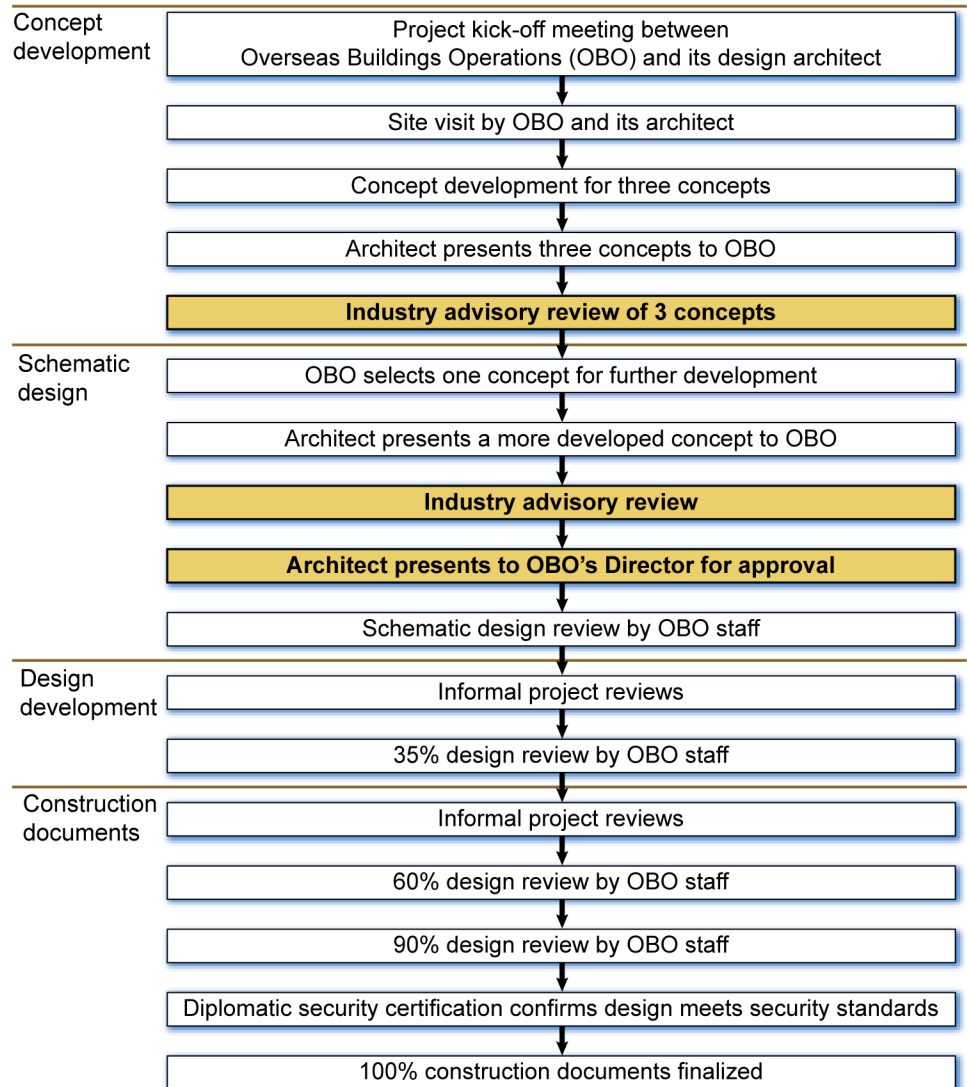 Concept
development
Project kick-off meeting between
Overseas Buildings Operations (OBO) and its design architect
Site visit by OBO and its architect
Concept development for three concepts
Architect presents three concepts to OBO
Industry advisory review of 3 concepts
Schematic
design
OBO selects one concept for further development
Architect presents a more developed concept to OBO
Industry advisory review
Architect presents to OBO’s Director for approval
Schematic design review by OBO staff
Design
development
Informal project reviews
35% design review by OBO staff
Construction
documents
Informal project reviews
60% design review by OBO staff
90% design review by OBO staff
Diplomatic security certification confirms design meets security standards
100% construction documents finalized